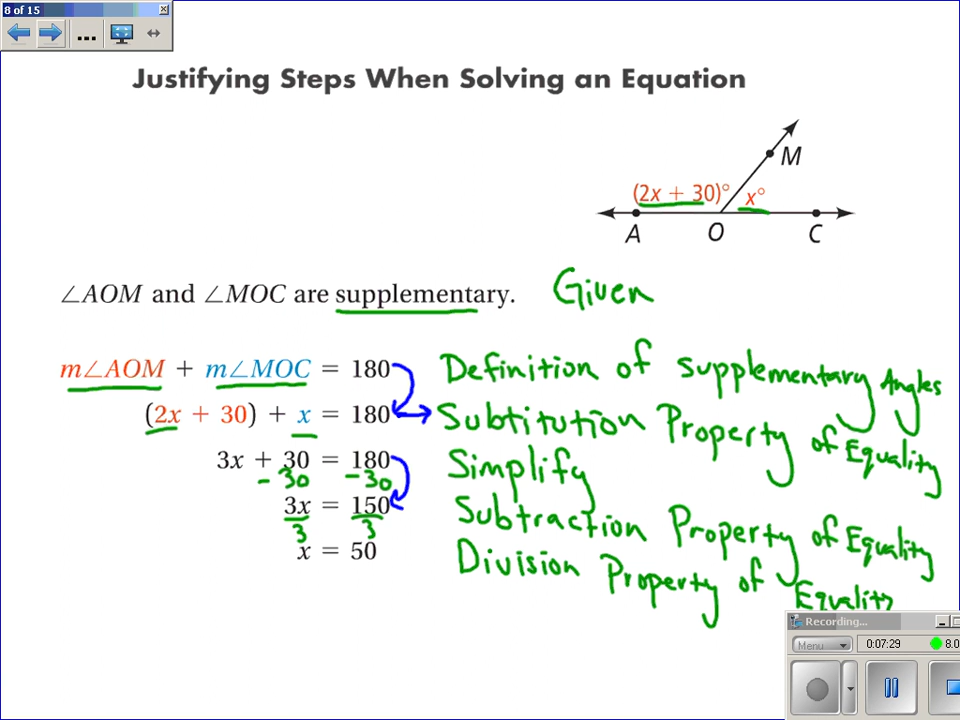 8 of 15
...
Justifying Steps When Solving an Equation
M
(2x + 30)° x°
A O C
∠AOM and ∠MOC are supplementary. Given
m∠AOM + m∠MOC = 180 Definition of supplementary Angles
(2x + 30) + x = 180 Subtitution Property of Equality
3x + 30 = 180 Simplify
- 30 - 30
3x = 150 Subtraction Property of Equality
3 3
x = 50 Division Property of Equality
Recording...
Menu 0:07:29 8.0